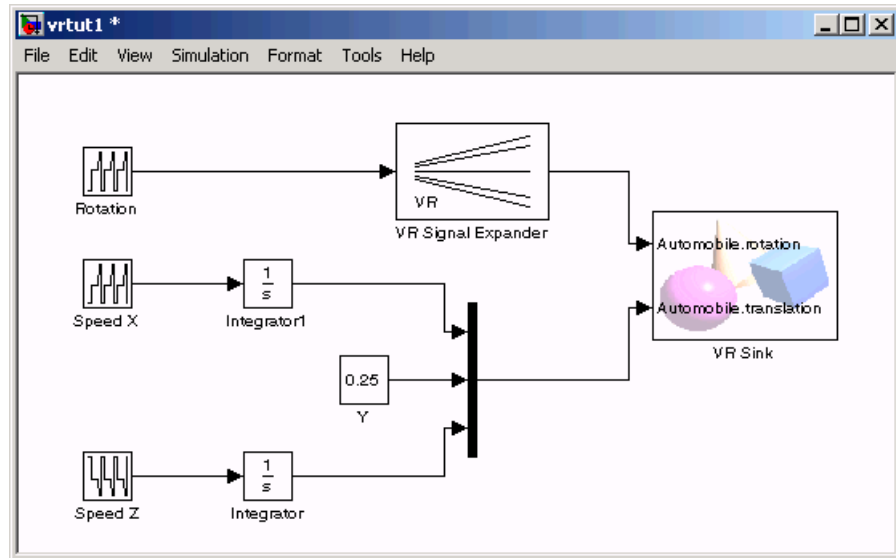 vrtut1 *
File Edit View Simulation Format Tools Help
VR
Rotation
VR Signal Expander
Automobile.rotation
1
s
Speed X
Integrator1
Automobile.translation
VR Sink
0.25
Y
1
s
Speed Z
Integrator